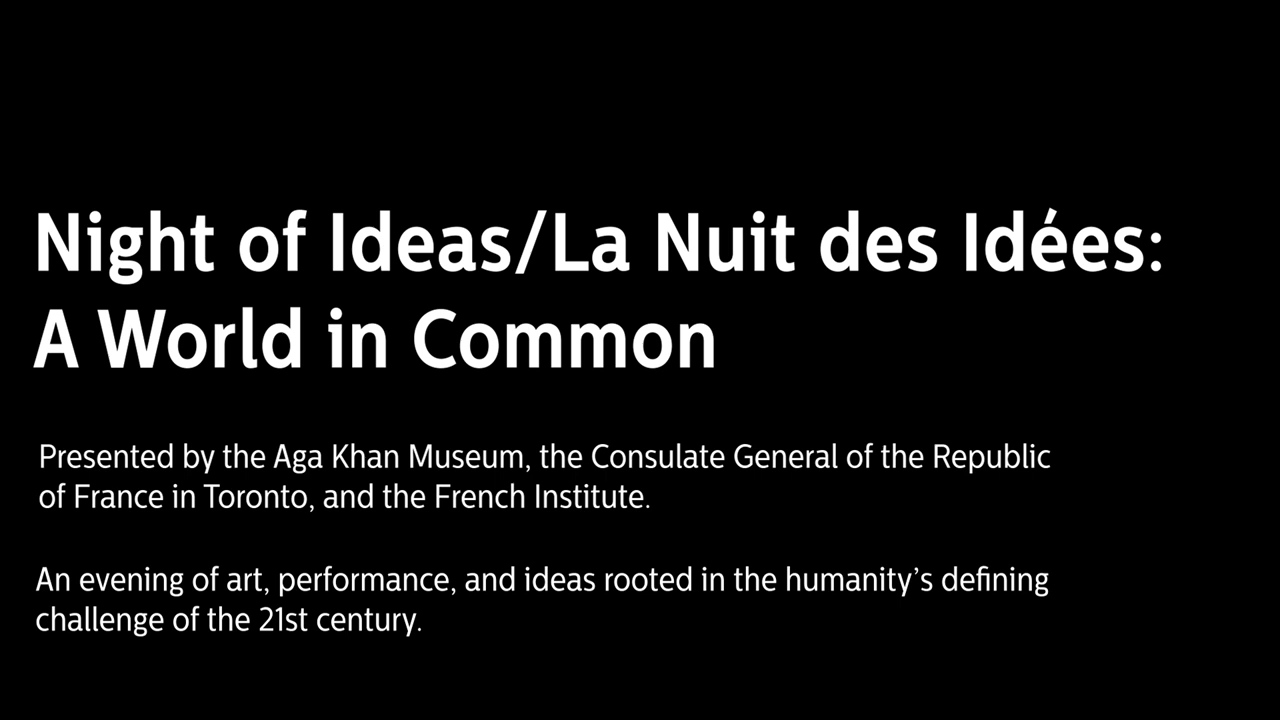 Night of Ideas/La Nuit des Idées:
A World in Common
Presented by the Aga Khan Museum, the Consulate General of the Republic
of France in Toronto, and the French Institute.
An evening of art, performance, and ideas rooted in the humanity’s defining
challenge of the 21st century.